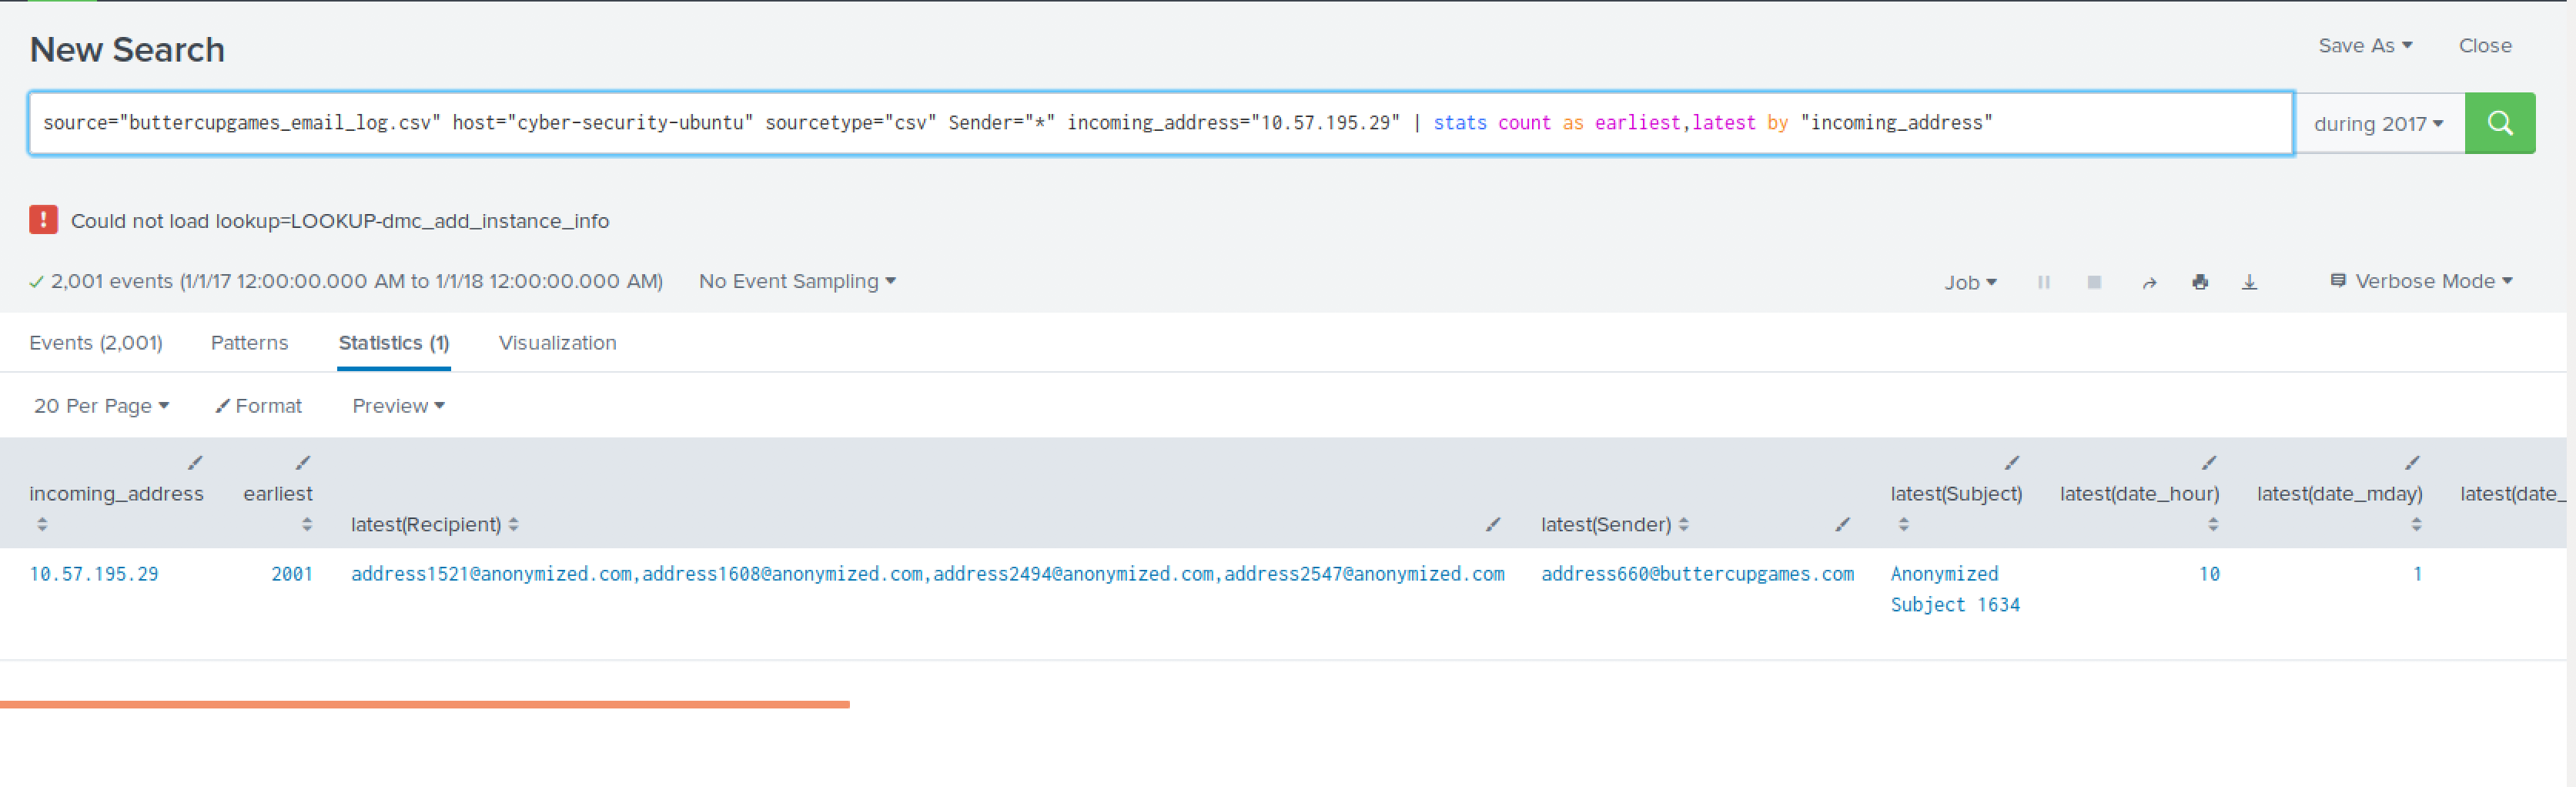 New Search
Save As
Close
source="buttercupgames_email_log.csv" host="cyber-security-ubuntu" sourcetype="csv" Sender="*" incoming_address="10.57.195.29" | stats count as earliest,latest by "incoming_address"
during 2017
Could not load lookup=LOOKUP-dmc_add_instance_info
2,001 events (1/1/17 12:00:00.000 AM to 1/1/18 12:00:00.000 AM)
No Event Sampling
Job
Verbose Mode
Events (2,001)
Patterns
Statistics (1)
Visualization
20 Per Page
Format
Preview
incoming_address
earliest
latest(Recipient)
latest(Sender)
latest(Subject)
latest(date_hour)
latest(date_mday)
latest(date_
10.57.195.29
2001
address1521@anonymized.com,address1608@anonymized.com,address2494@anonymized.com,address2547@anonymized.com
address660@buttercupgames.com
Anonymized
Subject 1634
10
1